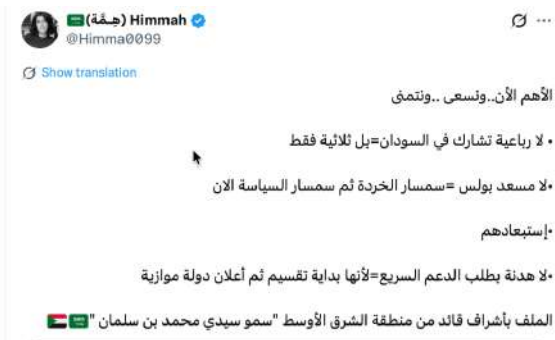 (هِـمَّة) Himmah
@Himma0099
Show translation
الأهم الأن..ونسعى ..ونتمنى
• لا رباعية تشارك في السودان=بل ثلاثية فقط
•لا مسعد بولس =سمسار الخردة ثم سمسار السياسة الان
•إستبعادهم
•لا هدنة بطلب الدعم السريع=لأنها بداية تقسيم ثم أعلان دولة موازية
الملف بأشراف قائد من منطقة الشرق الأوسط "سمو سيدي محمد بن سلمان "